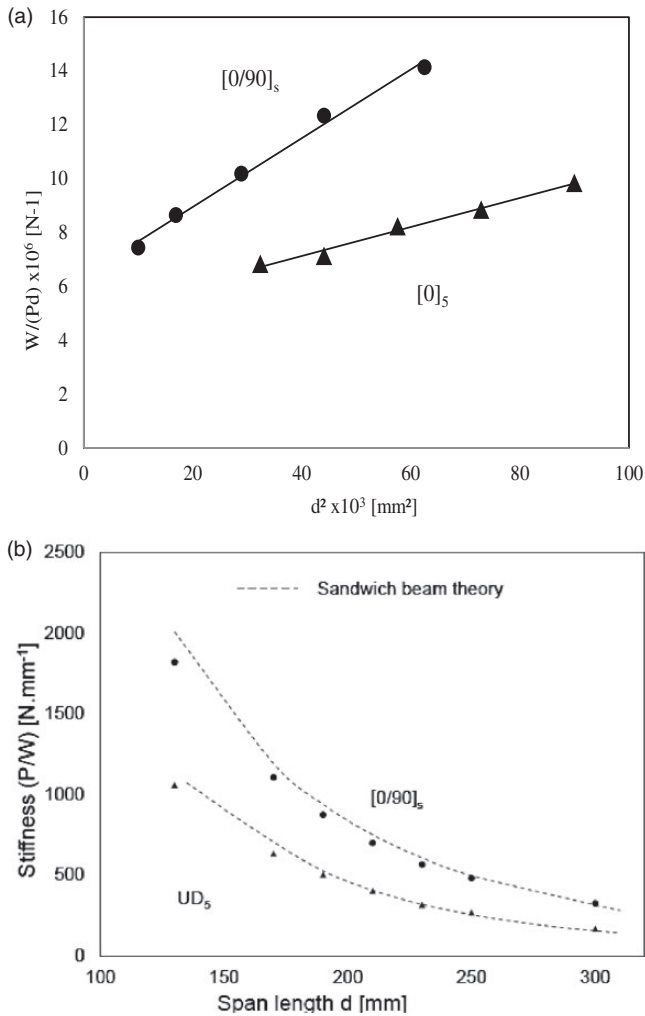 (a)
16
14
12
10
8
6
4
2
0
W/(Pd) x10⁶ [N-1]
[0/90]s
[0]₅
0 20 40 60 80 100
d² x10³ [mm²]
(b)
2500
2000
1500
1000
500
0
Stiffness (P/W) [N.mm⁻¹]
Sandwich beam theory
[0/90]₅
UD₅
100 150 200 250 300
Span length d [mm]